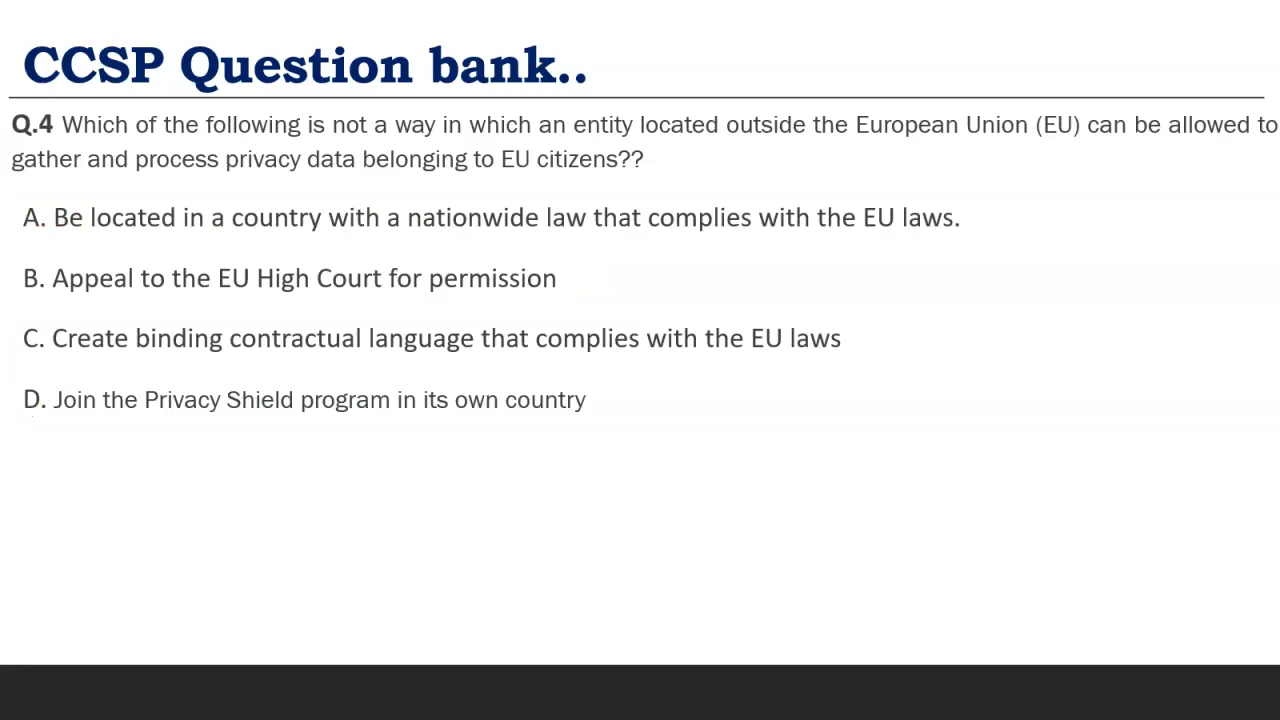 CCSP Question bank..
Q.4 Which of the following is not a way in which an entity located outside the European Union (EU) can be allowed to
gather and process privacy data belonging to EU citizens??
A. Be located in a country with a nationwide law that complies with the EU laws.
B. Appeal to the EU High Court for permission
C. Create binding contractual language that complies with the EU laws
D. Join the Privacy Shield program in its own country